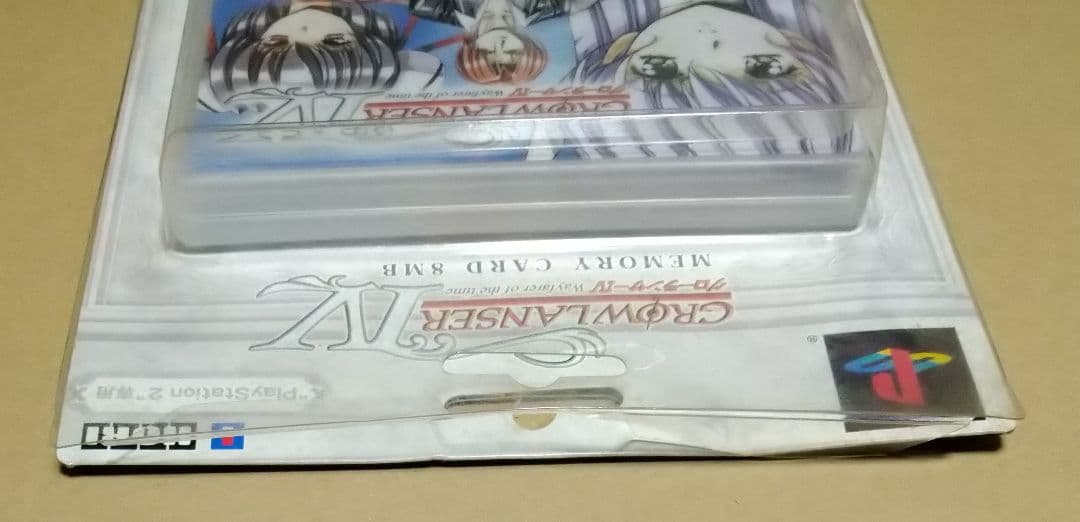 "PlayStation 2"専用
®
GROWLANSER IV
グローランサーIV Wayfarer of the time
MEMORY CARD 8MB
GROWLANSER IV
グローランサーIV Wayfarer of the time